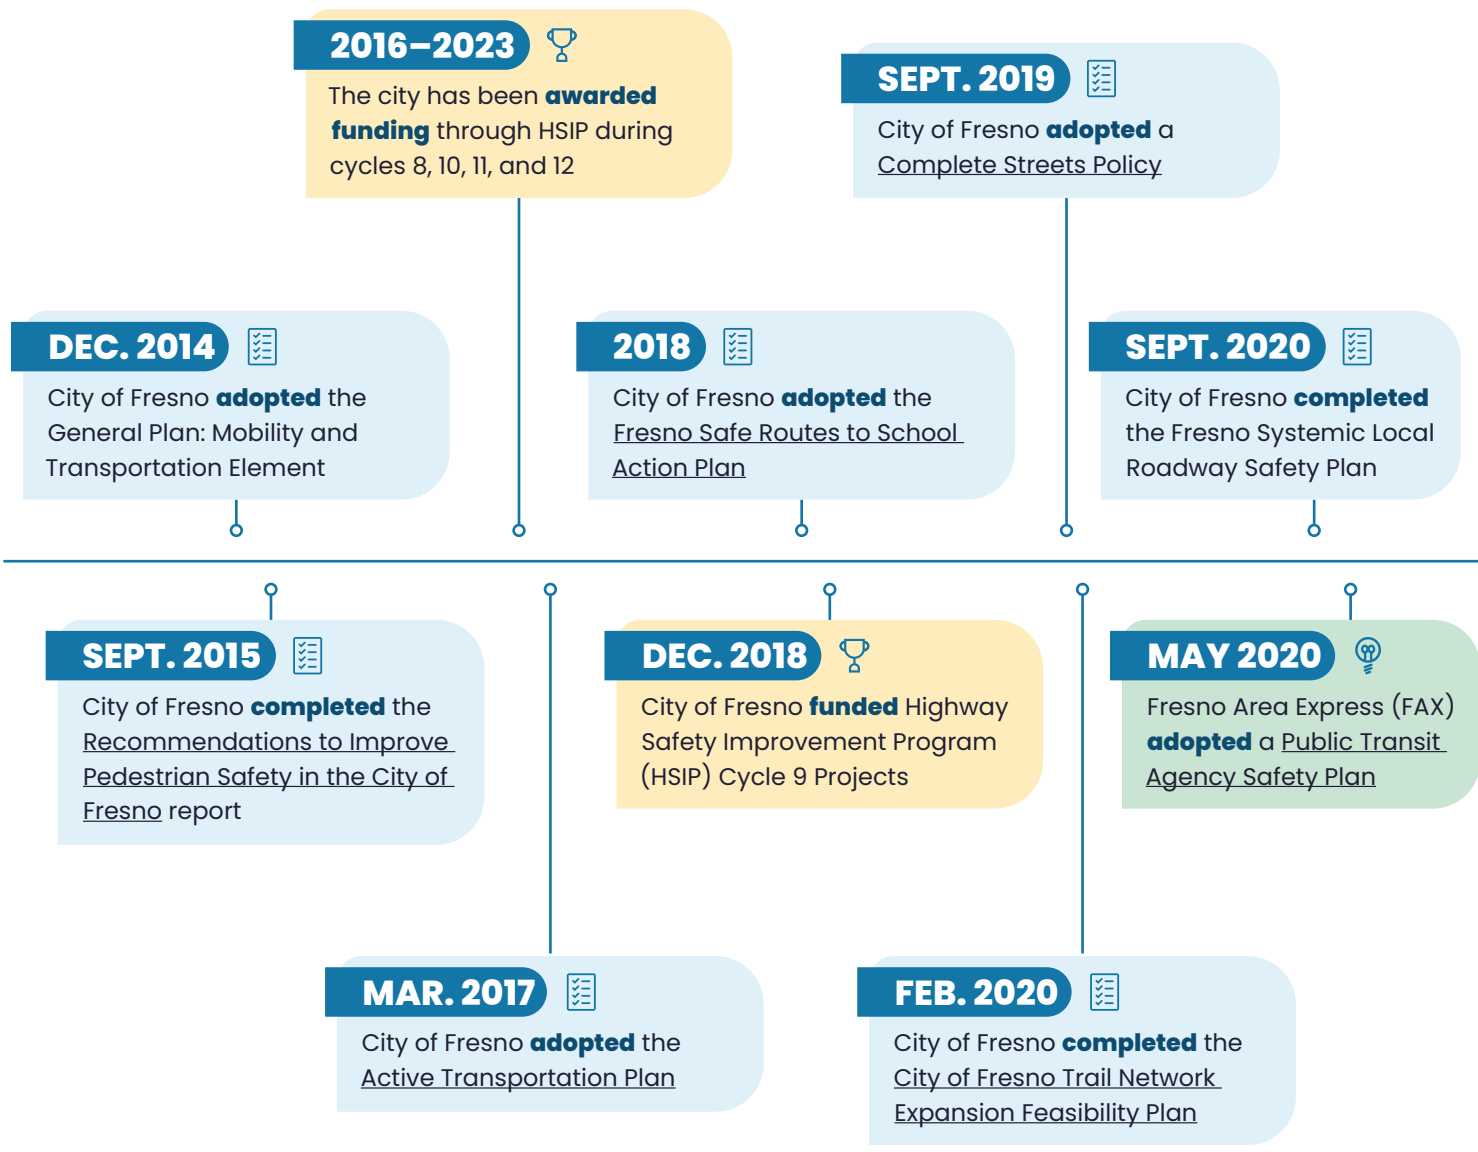 2016–2023
The city has been awarded
funding through HSIP during
cycles 8, 10, 11, and 12
SEPT. 2019
City of Fresno adopted a
Complete Streets Policy
DEC. 2014
City of Fresno adopted the
General Plan: Mobility and
Transportation Element
2018
City of Fresno adopted the
Fresno Safe Routes to School
Action Plan
SEPT. 2020
City of Fresno completed
the Fresno Systemic Local
Roadway Safety Plan
SEPT. 2015
City of Fresno completed the
Recommendations to Improve
Pedestrian Safety in the City of
Fresno report
DEC. 2018
City of Fresno funded Highway
Safety Improvement Program
(HSIP) Cycle 9 Projects
MAY 2020
Fresno Area Express (FAX)
adopted a Public Transit
Agency Safety Plan
MAR. 2017
City of Fresno adopted the
Active Transportation Plan
FEB. 2020
City of Fresno completed the
City of Fresno Trail Network
Expansion Feasibility Plan